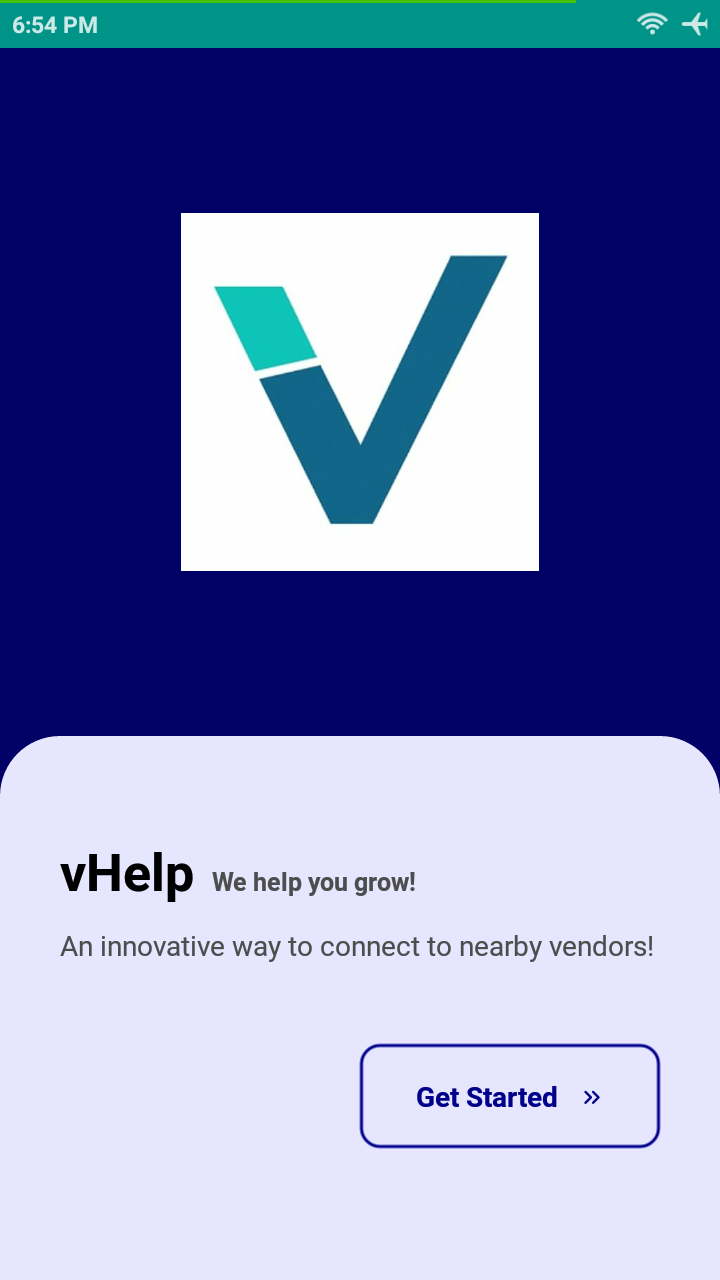 6:54 PM
V
vHelp We help you grow!
An innovative way to connect to nearby vendors!
Get Started »